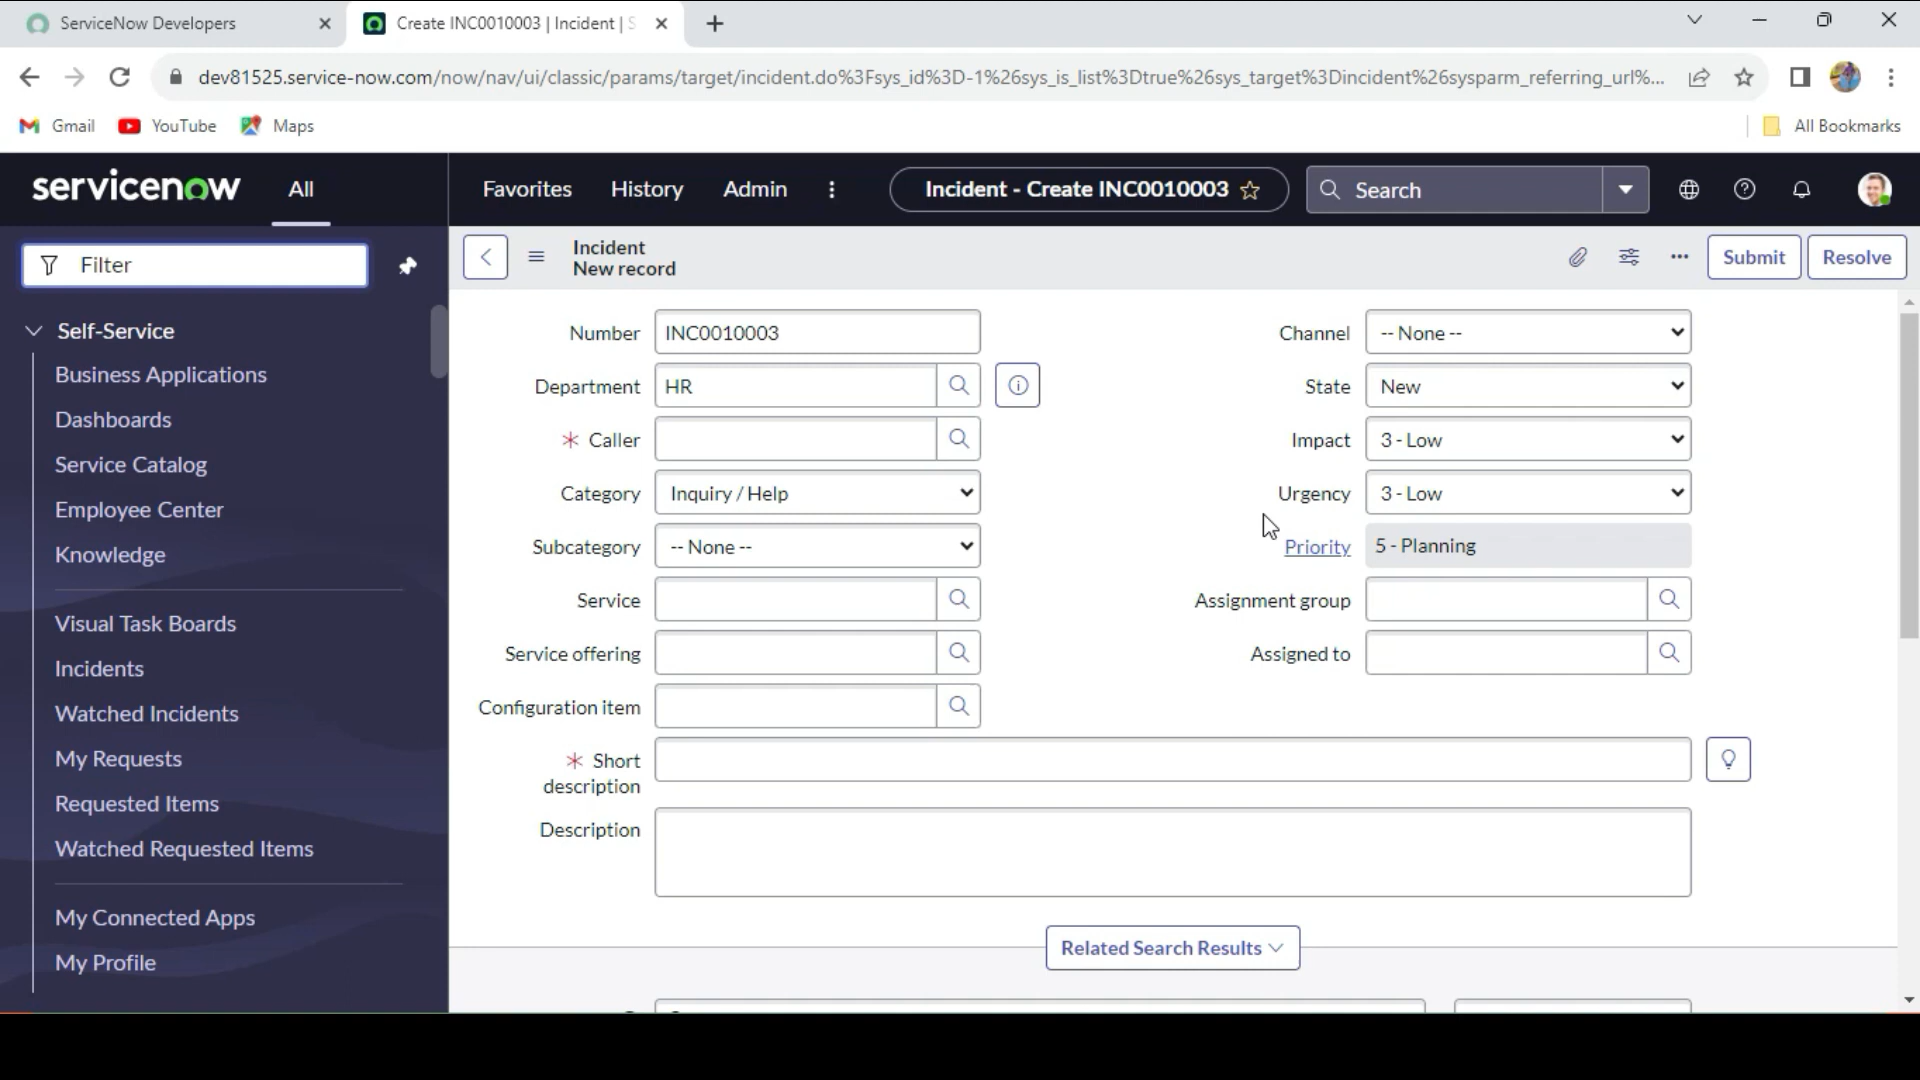 ServiceNow Developers
Create INC0010003 | Incident | S
dev81525.service-now.com/now/nav/ui/classic/params/target/incident.do%3Fsys_id%3D-1%26sys_is_list%3Dtrue%26sys_target%3Dincident%26sysparm_referring_url%...
Gmail YouTube Maps All Bookmarks
servicenow All Favorites History Admin Incident - Create INC0010003 Search
Filter
Incident
New record
Submit Resolve
Self-Service
Business Applications
Dashboards
Service Catalog
Employee Center
Knowledge
Visual Task Boards
Incidents
Watched Incidents
My Requests
Requested Items
Watched Requested Items
My Connected Apps
My Profile
Number INC0010003
Department HR
* Caller
Category Inquiry / Help
Subcategory -- None --
Service
Service offering
Configuration item
* Short
description
Description
Channel -- None --
State New
Impact 3 - Low
Urgency 3 - Low
Priority 5 - Planning
Assignment group
Assigned to
Related Search Results